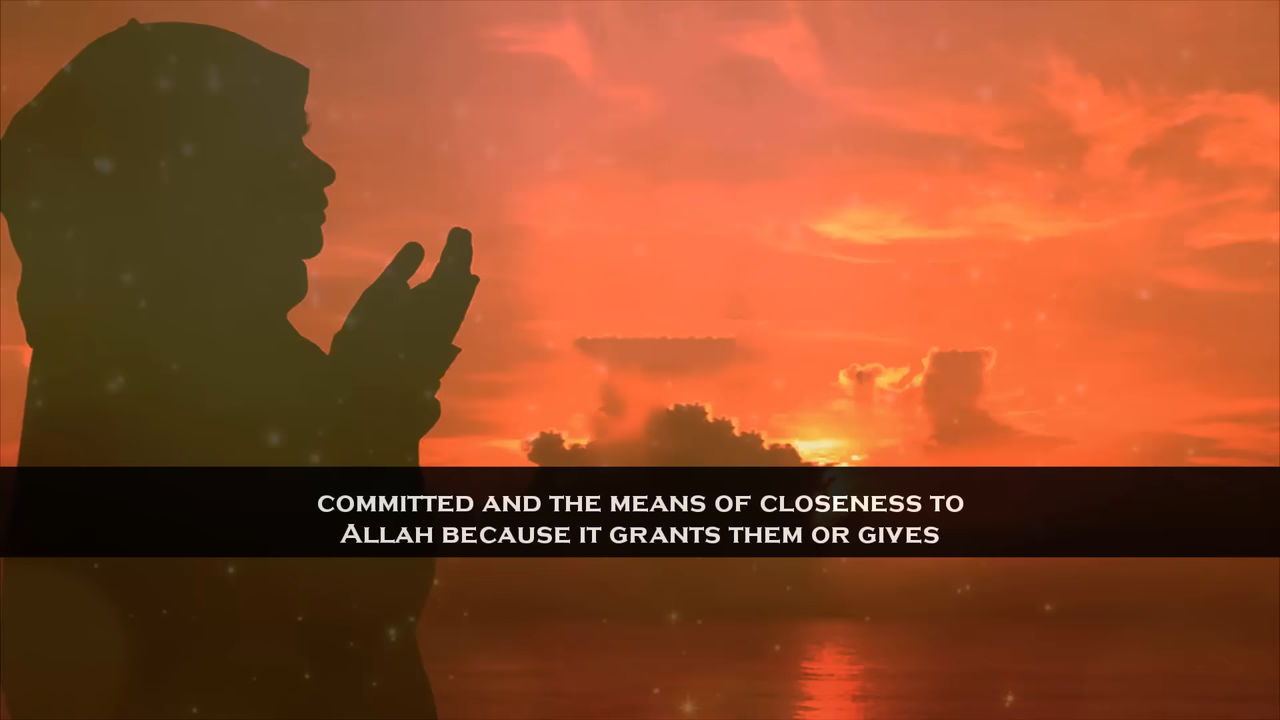 COMMITTED AND THE MEANS OF CLOSENESS TO
ALLAH BECAUSE IT GRANTS THEM OR GIVES